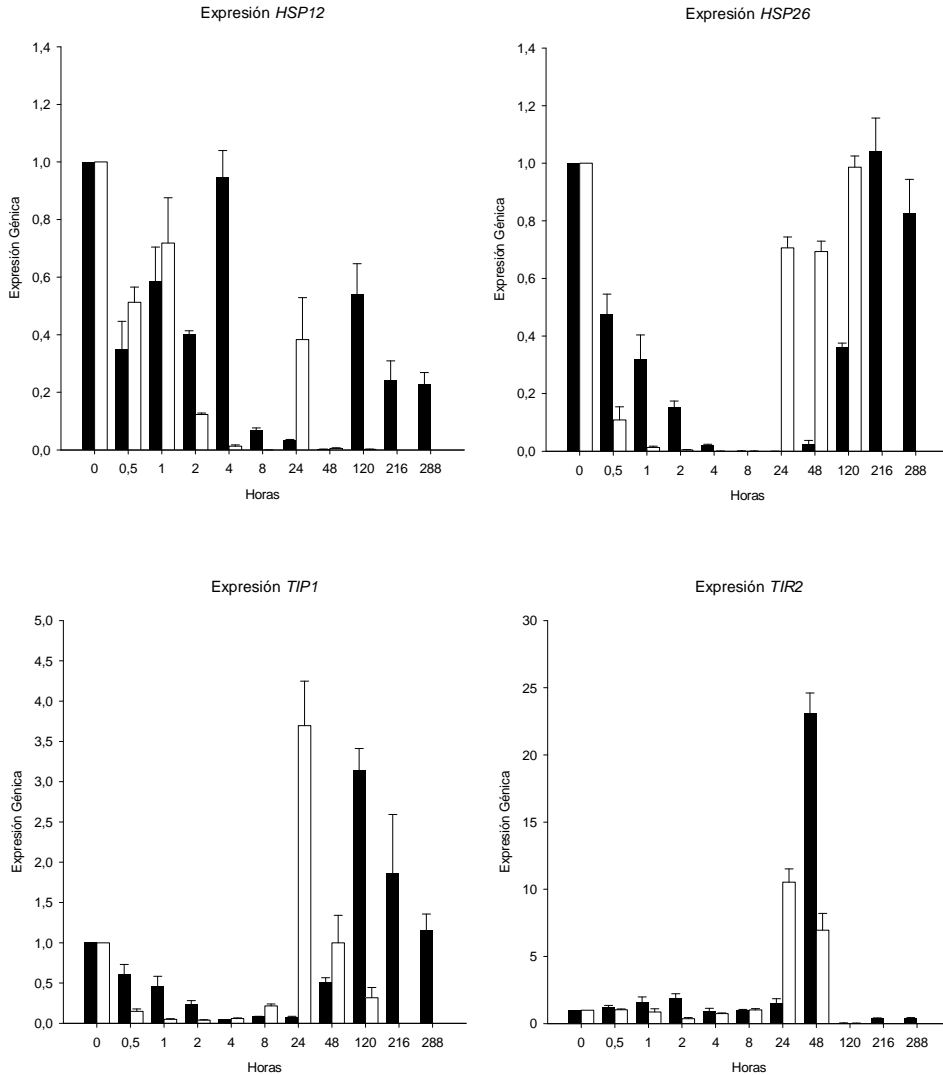 Expresión HSP12
Expresión Génica
1,4
1,2
1,0
0,8
0,6
0,4
0,2
0,0
0 0,5 1 2 4 8 24 48 120 216 288
Horas
Expresión HSP26
Expresión Génica
1,4
1,2
1,0
0,8
0,6
0,4
0,2
0,0
0 0,5 1 2 4 8 24 48 120 216 288
Horas
Expresión TIP1
Expresión Génica
5,0
4,5
4,0
3,5
3,0
2,5
2,0
1,5
1,0
0,5
0,0
0 0,5 1 2 4 8 24 48 120 216 288
Horas
Expresión TIR2
Expresión Génica
30
25
20
15
10
5
0
0 0,5 1 2 4 8 24 48 120 216 288
Horas